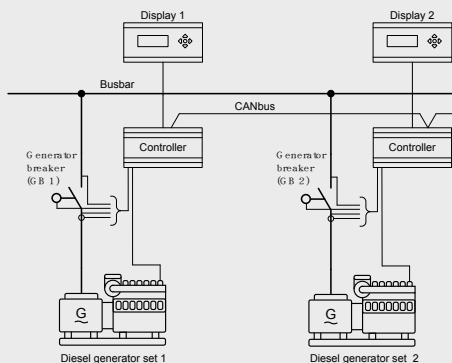 Display 1
Display 2
Busbar
CANbus
Controller
Controller
Generator
breaker
(GB 1)
Generator
breaker
(GB 2)
G
~
G
~
Diesel generator set 1
Diesel generator set 2